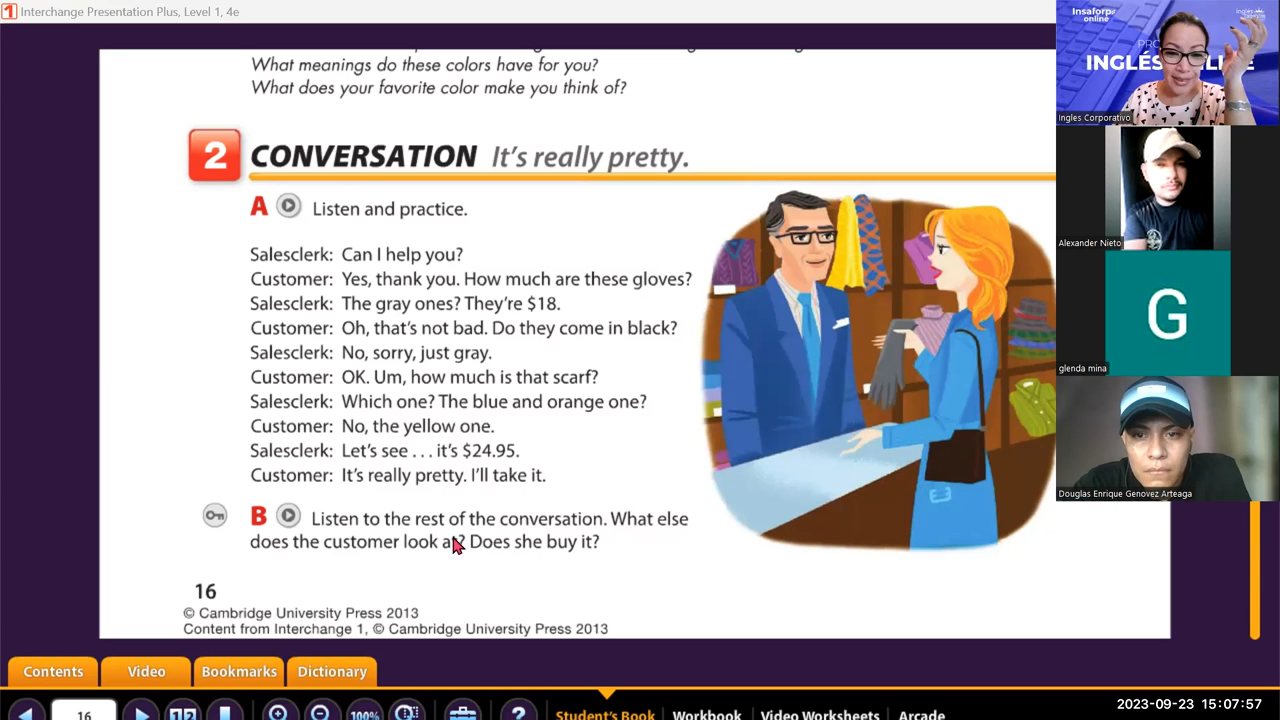 Interchange Presentation Plus, Level 1, 4e
What meanings do these colors have for you?
What does your favorite color make you think of?
2 CONVERSATION It's really pretty.
A Listen and practice.
Salesclerk: Can I help you?
Customer: Yes, thank you. How much are these gloves?
Salesclerk: The gray ones? They're $18.
Customer: Oh, that's not bad. Do they come in black?
Salesclerk: No, sorry, just gray.
Customer: OK. Um, how much is that scarf?
Salesclerk: Which one? The blue and orange one?
Customer: No, the yellow one.
Salesclerk: Let's see . . . it's $24.95.
Customer: It's really pretty. I'll take it.
B Listen to the rest of the conversation. What else
does the customer look at? Does she buy it?
16
© Cambridge University Press 2013
Content from Interchange 1, © Cambridge University Press 2013
Contents Video Bookmarks Dictionary
16 1|2 100% ? Student's Book Workbook Video Worksheets Arcade
Insaforp
online
INGLÉS
Ingles Corporativo
Alexander Nieto
G
glenda mina
Douglas Enrique Genovez Arteaga
2023-09-23 15:07:57